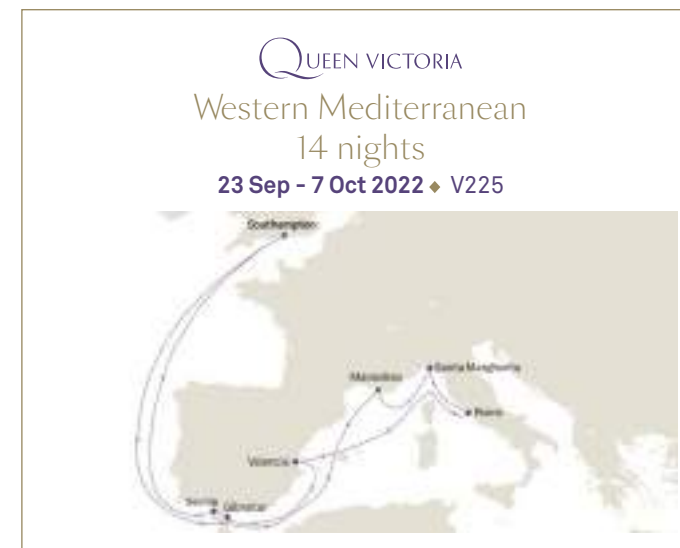 QUEEN VICTORIA
Western Mediterranean
14 nights
23 Sep - 7 Oct 2022 ◆ V225
Southampton
Marseilles
Santa Margherita
Rome
Valencia
Seville
Gibraltar